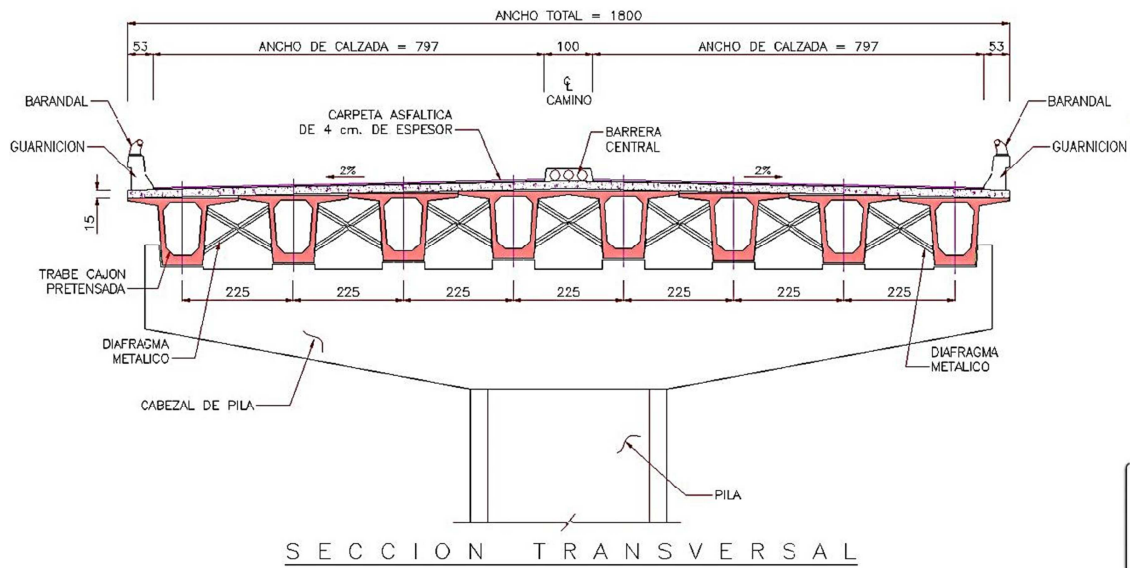 ANCHO TOTAL = 1800
53
ANCHO DE CALZADA = 797
100
ANCHO DE CALZADA = 797
53
CL
CAMINO
BARANDAL
BARANDAL
CARPETA ASFALTICA
DE 4 cm. DE ESPESOR
BARRERA
CENTRAL
GUARNICION
GUARNICION
2%
2%
15
TRABE CAJON
PRETENSADA
225
225
225
225
225
225
225
DIAFRAGMA
METALICO
DIAFRAGMA
METALICO
CABEZAL DE PILA
PILA
SECCION TRANSVERSAL